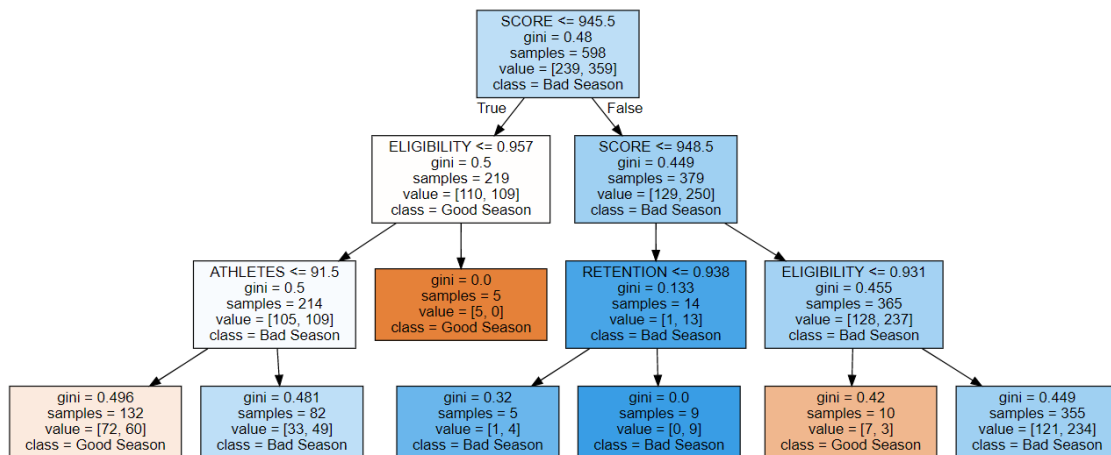 SCORE <= 945.5
gini = 0.48
samples = 598
value = [239, 359]
class = Bad Season
True
False
ELIGIBILITY <= 0.957
gini = 0.5
samples = 219
value = [110, 109]
class = Good Season
SCORE <= 948.5
gini = 0.449
samples = 379
value = [129, 250]
class = Bad Season
ATHLETES <= 91.5
gini = 0.5
samples = 214
value = [105, 109]
class = Bad Season
gini = 0.0
samples = 5
value = [5, 0]
class = Good Season
RETENTION <= 0.938
gini = 0.133
samples = 14
value = [1, 13]
class = Bad Season
ELIGIBILITY <= 0.931
gini = 0.455
samples = 365
value = [128, 237]
class = Bad Season
gini = 0.496
samples = 132
value = [72, 60]
class = Good Season
gini = 0.481
samples = 82
value = [33, 49]
class = Bad Season
gini = 0.32
samples = 5
value = [1, 4]
class = Bad Season
gini = 0.0
samples = 9
value = [0, 9]
class = Bad Season
gini = 0.42
samples = 10
value = [7, 3]
class = Good Season
gini = 0.449
samples = 355
value = [121, 234]
class = Bad Season